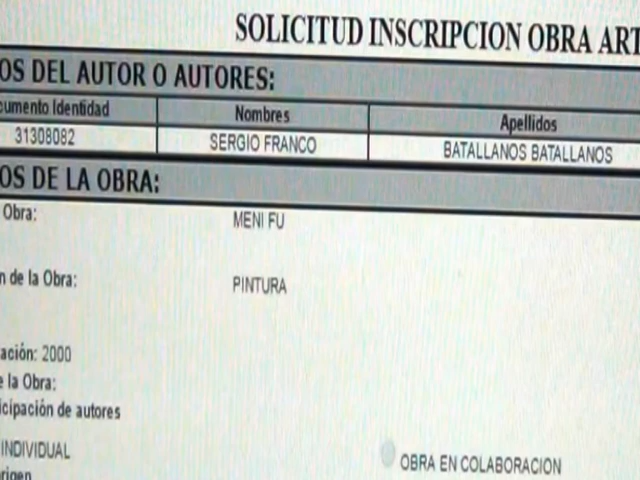 SOLICITUD INSCRIPCION OBRA ART
OS DEL AUTOR O AUTORES:
cumento Identidad Nombres Apellidos
31308082 SERGIO FRANCO BATALLANOS BATALLANOS
OS DE LA OBRA:
Obra: MENI FU
n de la Obra: PINTURA
ación: 2000
e la Obra:
icipación de autores
INDIVIDUAL OBRA EN COLABORACION
rigen